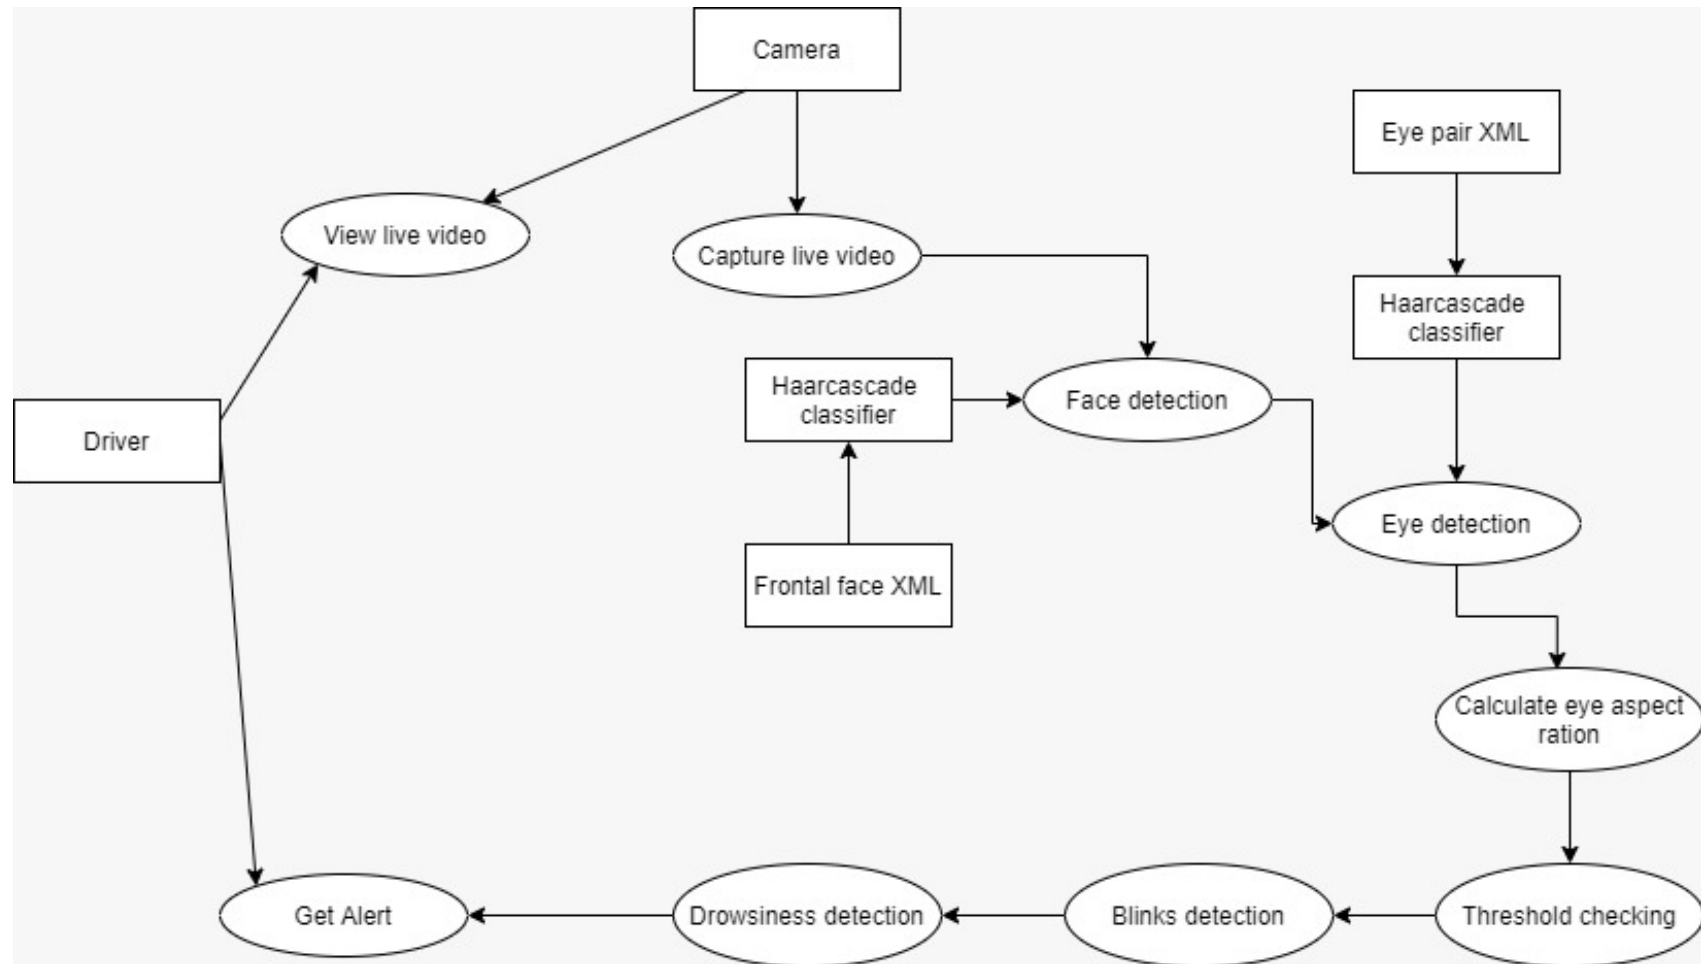 Camera
Eye pair XML
View live video
Capture live video
Haarcascade
classifier
Haarcascade
classifier
Face detection
Driver
Eye detection
Frontal face XML
Calculate eye aspect
ration
Get Alert
Drowsiness detection
Blinks detection
Threshold checking